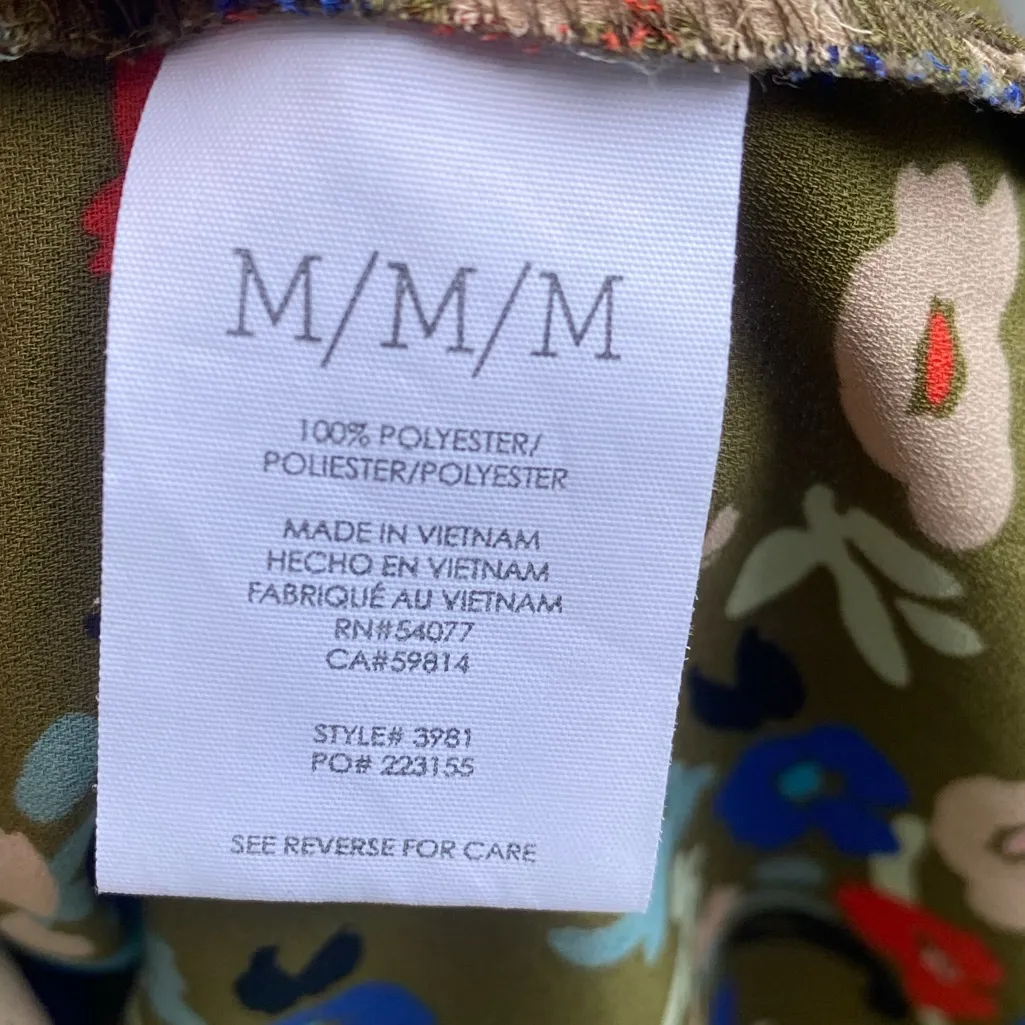 M/M/M
100% POLYESTER/
POLIESTER/POLYESTER
MADE IN VIETNAM
HECHO EN VIETNAM
FABRIQUÉ AU VIETNAM
RN#54077
CA#59814
STYLE# 3981
PO# 223155
SEE REVERSE FOR CARE